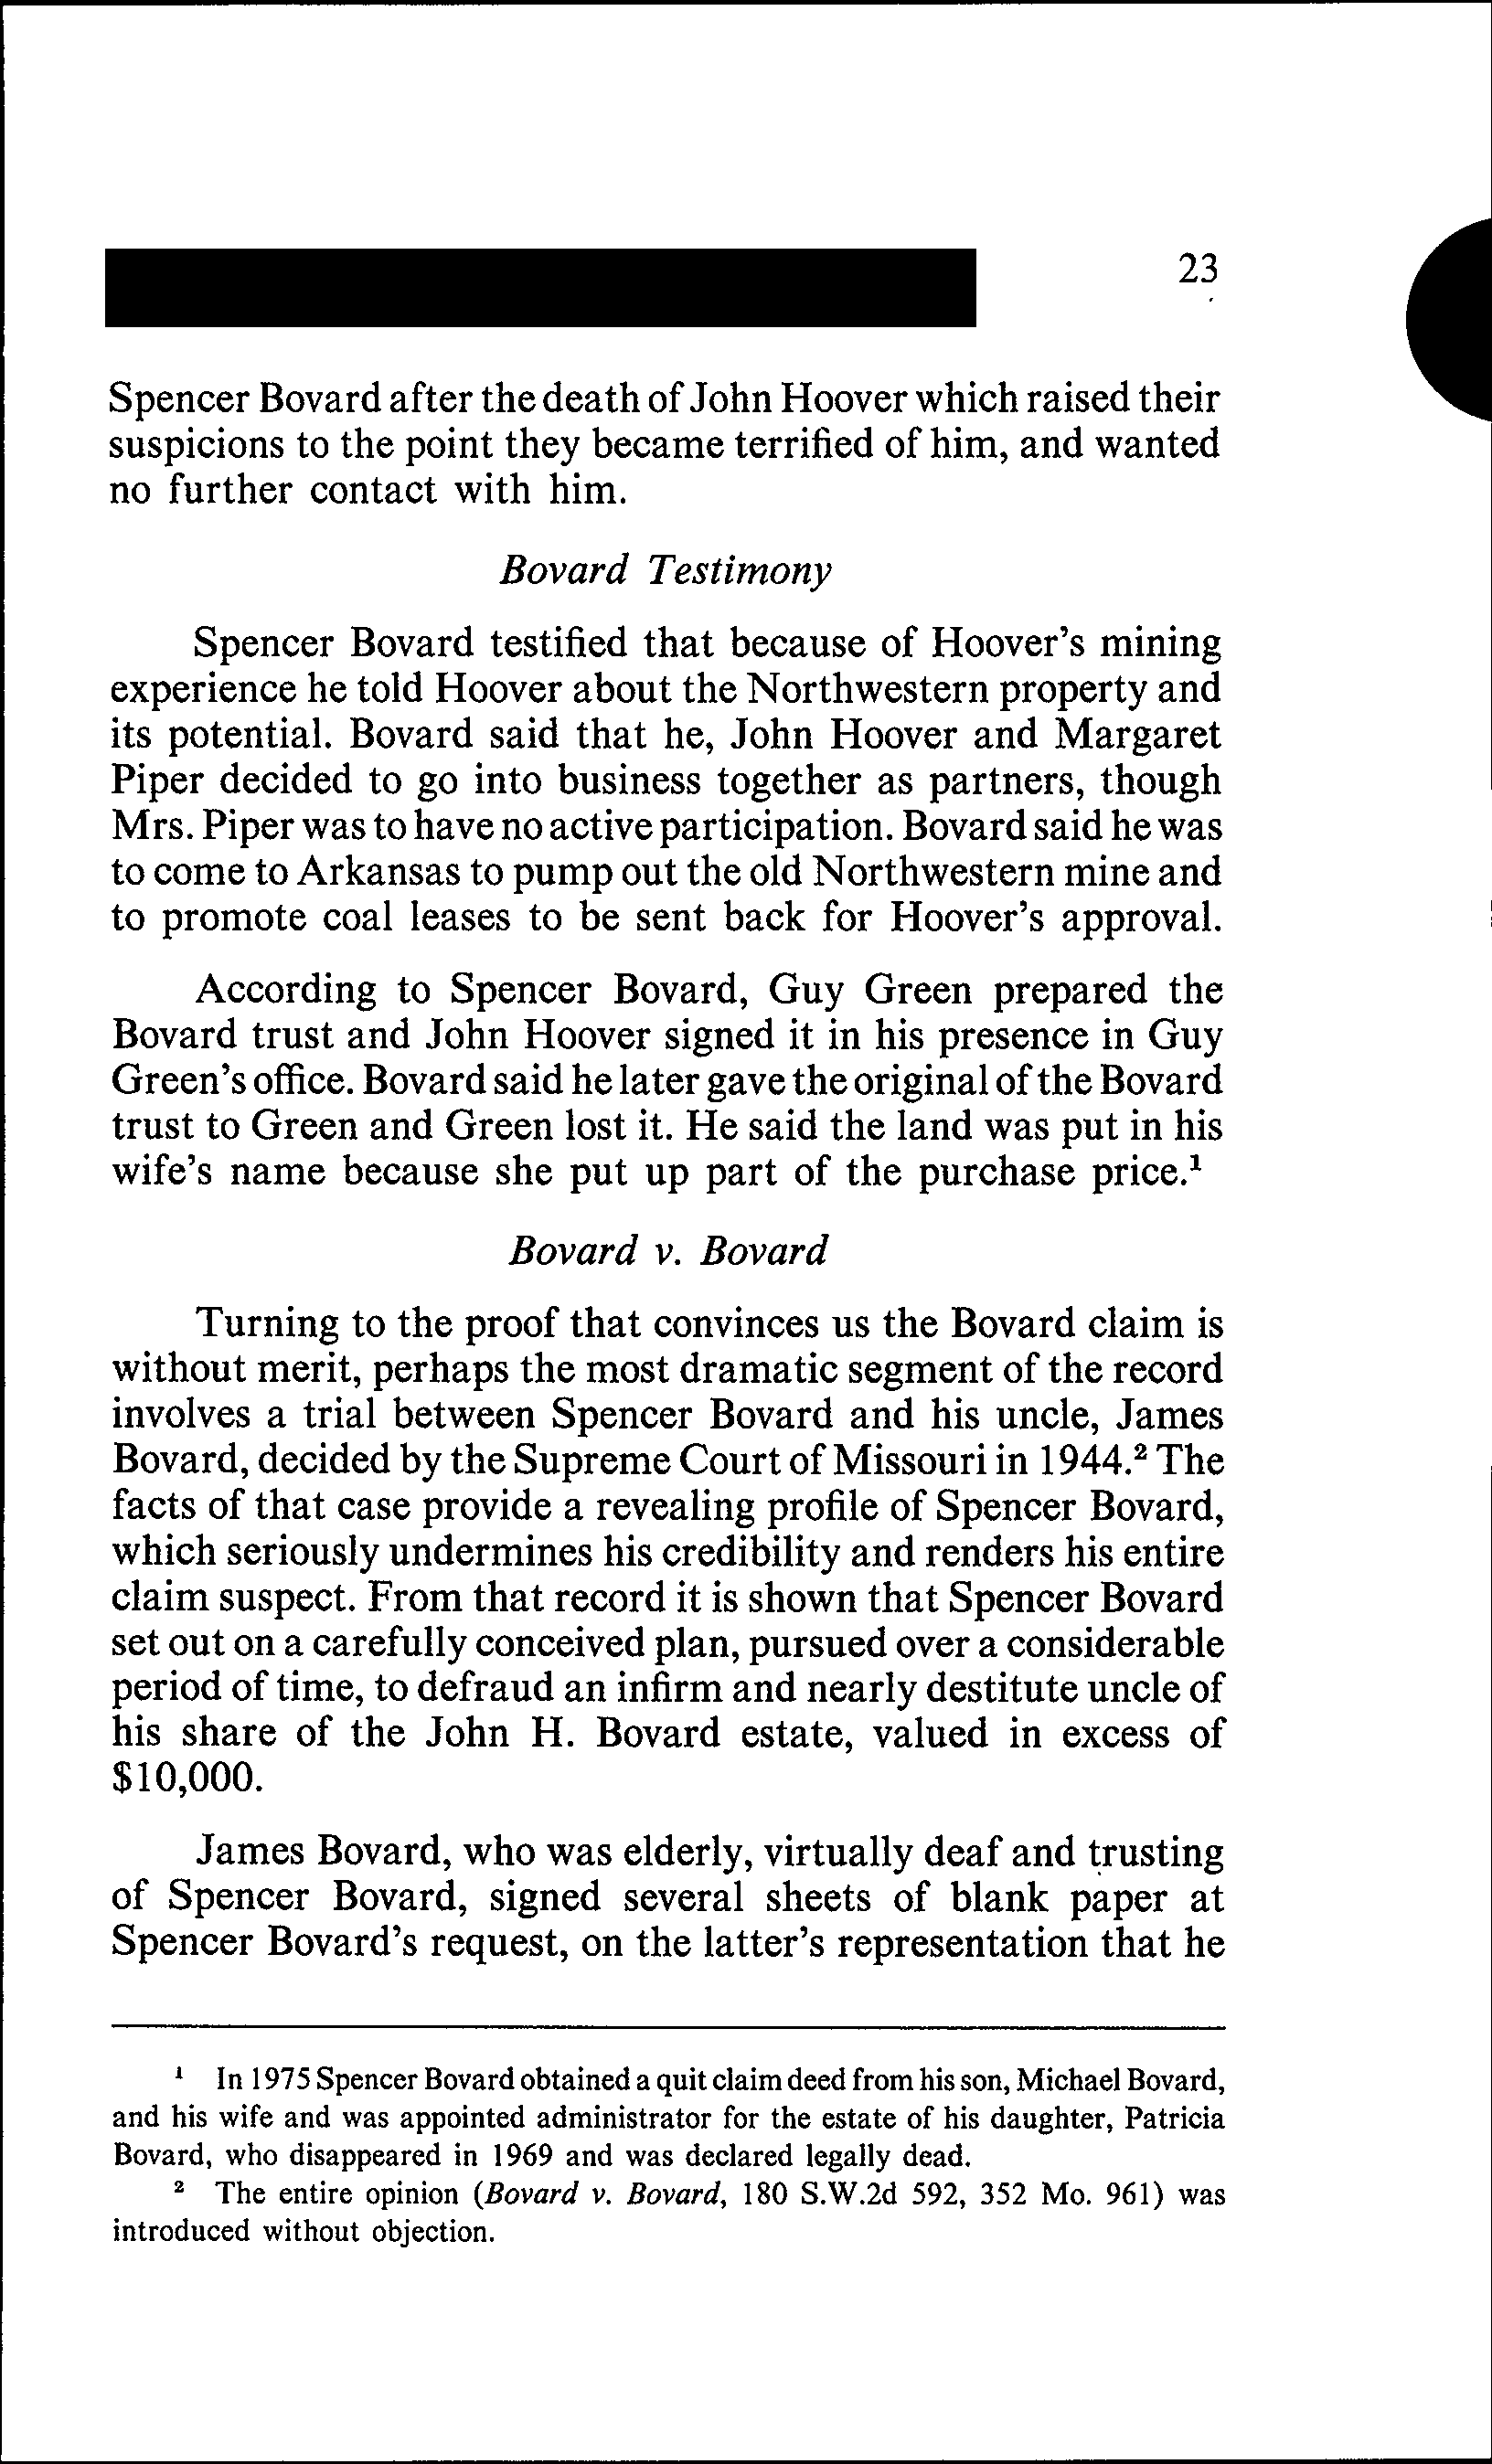 23
Spencer Bovard after the death of John Hoover which raised their
suspicions to the point they became terrified of him, and wanted
no further contact with him.
Bovard Testimony
Spencer Bovard testified that because of Hoover's mining
experience he told Hoover about the Northwestern property and
its potential. Bovard said that he, John Hoover and Margaret
Piper decided to go into business together as partners, though
Mrs. Piper was to have no active participation. Bovard said he was
to come to Arkansas to pump out the old Northwestern mine and
to promote coal leases to be sent back for Hoover's approval.
According to Spencer Bovard, Guy Green prepared the
Bovard trust and John Hoover signed it in his presence in Guy
Green's office. Bovard said he later gave the original of the Bovard
trust to Green and Green lost it. He said the land was put in his
wife's name because she put up part of the purchase price.¹
Bovard v. Bovard
Turning to the proof that convinces us the Bovard claim is
without merit, perhaps the most dramatic segment of the record
involves a trial between Spencer Bovard and his uncle, James
Bovard, decided by the Supreme Court of Missouri in 1944.² The
facts of that case provide a revealing profile of Spencer Bovard,
which seriously undermines his credibility and renders his entire
claim suspect. From that record it is shown that Spencer Bovard
set out on a carefully conceived plan, pursued over a considerable
period of time, to defraud an infirm and nearly destitute uncle of
his share of the John H. Bovard estate, valued in excess of
$10,000.
James Bovard, who was elderly, virtually deaf and trusting
of Spencer Bovard, signed several sheets of blank paper at
Spencer Bovard's request, on the latter's representation that he
¹ In 1975 Spencer Bovard obtained a quit claim deed from his son, Michael Bovard,
and his wife and was appointed administrator for the estate of his daughter, Patricia
Bovard, who disappeared in 1969 and was declared legally dead.
² The entire opinion (Bovard v. Bovard, 180 S.W.2d 592, 352 Mo. 961) was
introduced without objection.